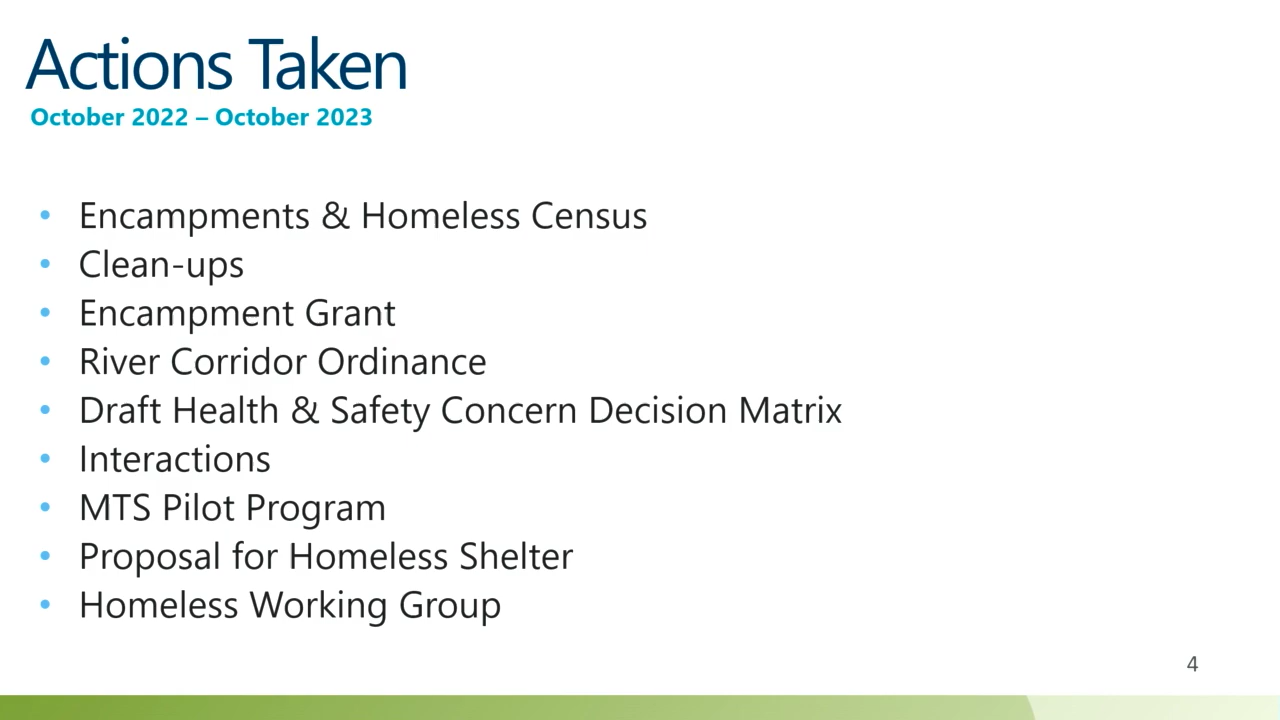 Actions Taken
October 2022 – October 2023
• Encampments & Homeless Census
• Clean-ups
• Encampment Grant
• River Corridor Ordinance
• Draft Health & Safety Concern Decision Matrix
• Interactions
• MTS Pilot Program
• Proposal for Homeless Shelter
• Homeless Working Group
4